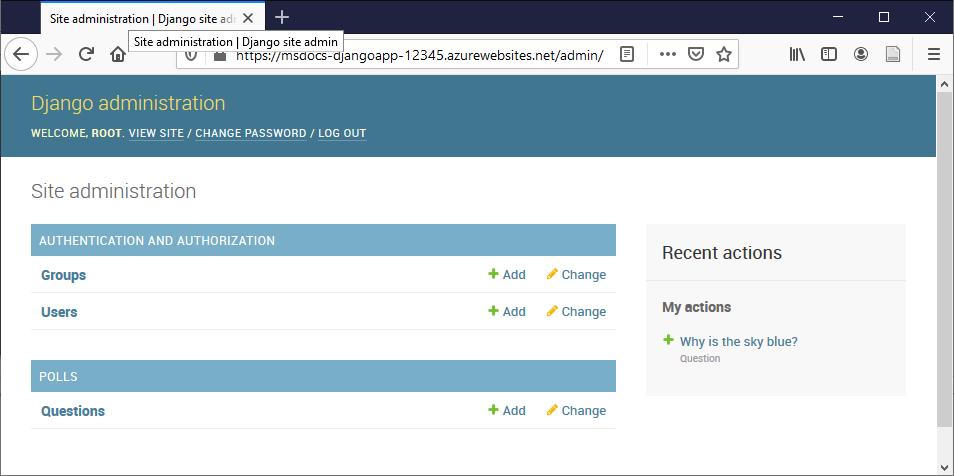 Site administration | Django site adr
Site administration | Django site admin
https://msdocs-djangoapp-12345.azurewebsites.net/admin/
Django administration
WELCOME, ROOT. VIEW SITE / CHANGE PASSWORD / LOG OUT
Site administration
AUTHENTICATION AND AUTHORIZATION
Groups Add Change
Users Add Change
POLLS
Questions Add Change
Recent actions
My actions
Why is the sky blue?
Question